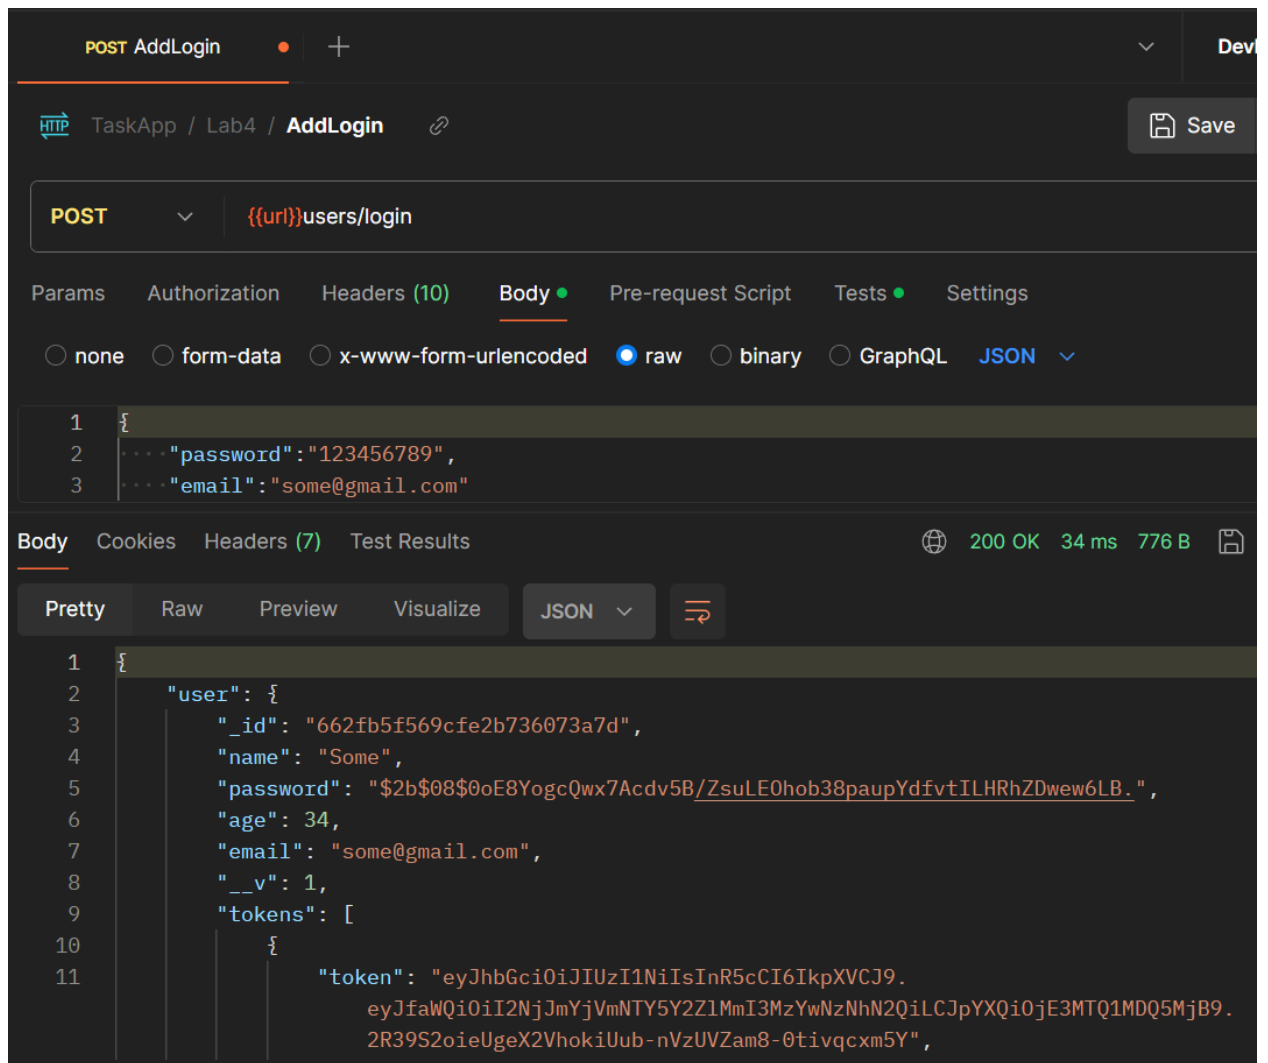 POST AddLogin
Dev
TaskApp / Lab4 / AddLogin
Save
POST {{url}}users/login
Params Authorization Headers (10) Body Pre-request Script Tests Settings
none form-data x-www-form-urlencoded raw binary GraphQL JSON
1 {
2 "password":"123456789",
3 "email":"some@gmail.com"
Body Cookies Headers (7) Test Results 200 OK 34 ms 776 B
Pretty Raw Preview Visualize JSON
1 {
2 "user": {
3 "_id": "662fb5f569cfe2b736073a7d",
4 "name": "Some",
5 "password": "$2b$08$0oE8YogcQwx7Acdv5B/ZsuLEOhob38paupYdfvtILHRhZDwew6LB.",
6 "age": 34,
7 "email": "some@gmail.com",
8 "__v": 1,
9 "tokens": [
10 {
11 "token": "eyJhbGciOiJIUzI1NiIsInR5cCI6IkpXVCJ9.
eyJfaWQiOiI2NjJmYjVmNTY5Y2ZlMmI3MzYwNzNhN2QiLCJpYXQiOjE3MTQ1MDQ5MjB9.
2R39S2oieUgeX2VhokiUub-nVzUVZam8-0tivqcxm5Y",